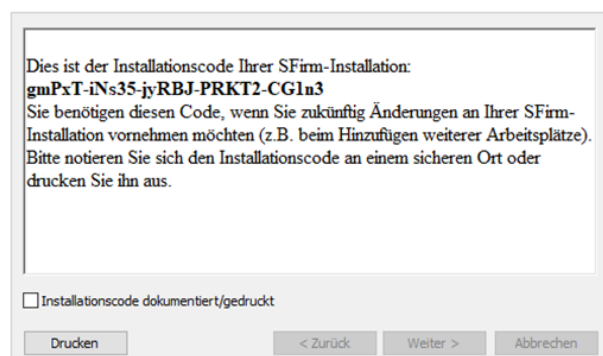 Dies ist der Installationscode Ihrer SFirm-Installation:
gmPxT-iNs35-jyRBJ-PRKT2-CG1n3
Sie benötigen diesen Code, wenn Sie zukünftig Änderungen an Ihrer SFirm-
Installation vornehmen möchten (z.B. beim Hinzufügen weiterer Arbeitsplätze).
Bitte notieren Sie sich den Installationscode an einem sicheren Ort oder
drucken Sie ihn aus.
Installationscode dokumentiert/gedruckt
Drucken < Zurück Weiter > Abbrechen